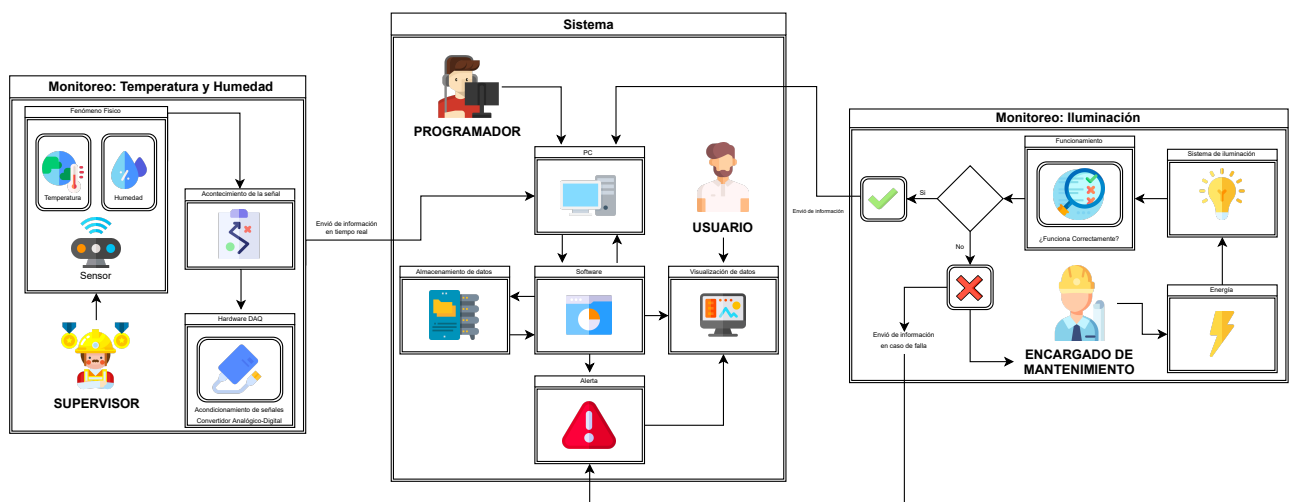 Monitoreo: Temperatura y Humedad
Fenómeno Físico
Temperatura
Humedad
Sensor
SUPERVISOR
Acontecimiento de la señal
Hardware DAQ
Acondicionamiento de señales
Convertidor Analógico-Digital
Envió de información
en tiempo real
Sistema
PROGRAMADOR
PC
USUARIO
Almacenamiento de datos
Software
Visualización de datos
Alerta
Envió de información
Monitoreo: Iluminación
Si
No
Funcionamiento
¿Funciona Correctamente?
Sistema de iluminación
Energía
ENCARGADO DE
MANTENIMIENTO
Envió de información
en caso de falla